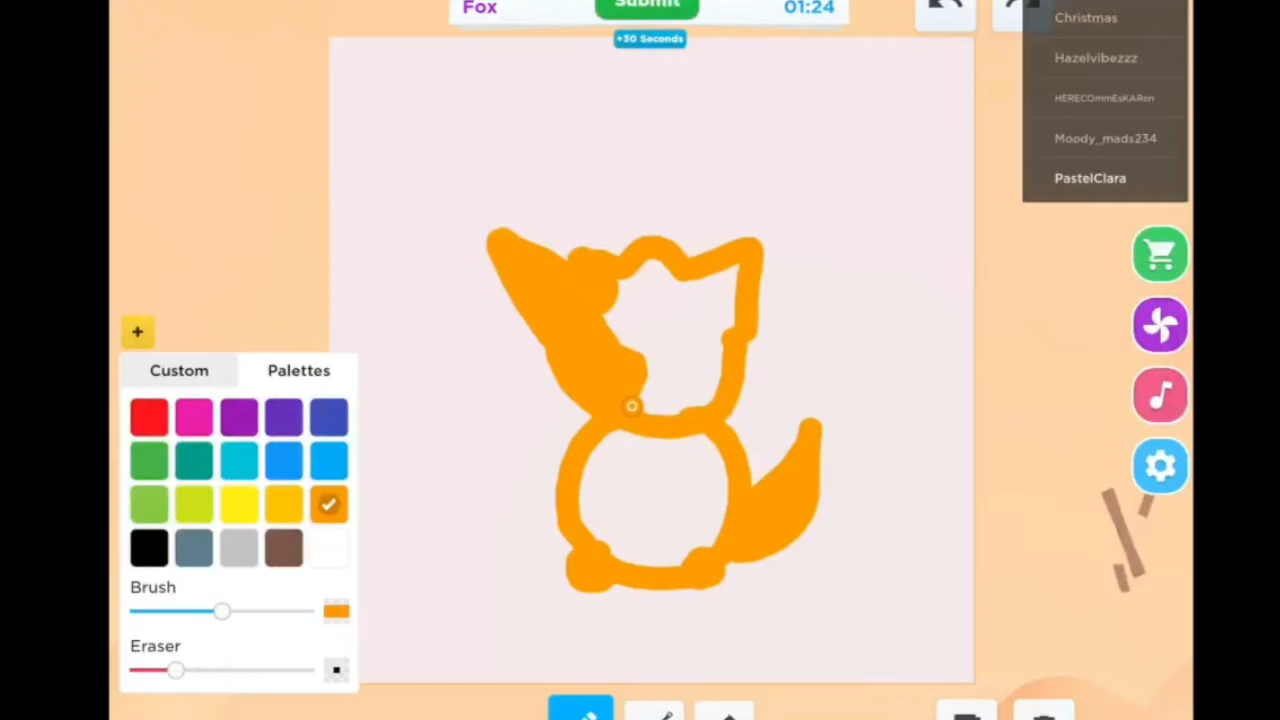 Fox
Submit
01:24
+30 Seconds
Christmas
Hazelvibezzz
HERECOmmEsKARen
Moody_mads234
PastelClara
+
Custom
Palettes
Brush
Eraser